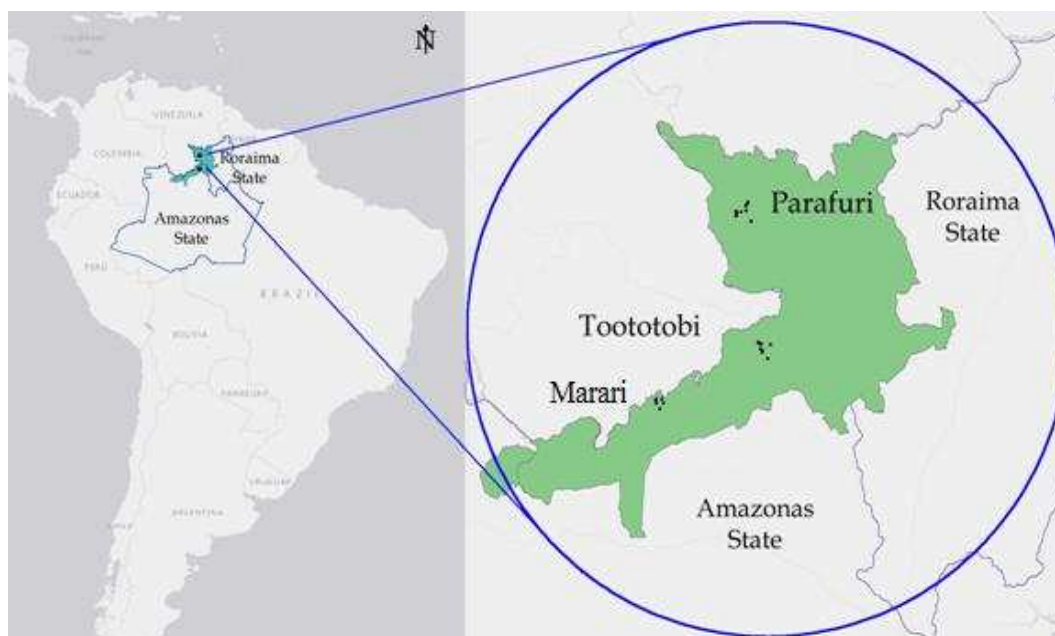 N
VENEZUELA
COLOMBIA
Roraima
State
ECUADOR
Amazonas
State
PERU
BRAZIL
BOLIVIA
PARAGUAY
URUGUAY
ARGENTINA
Parafuri
Roraima
State
Toototobi
Marari
Amazonas
State